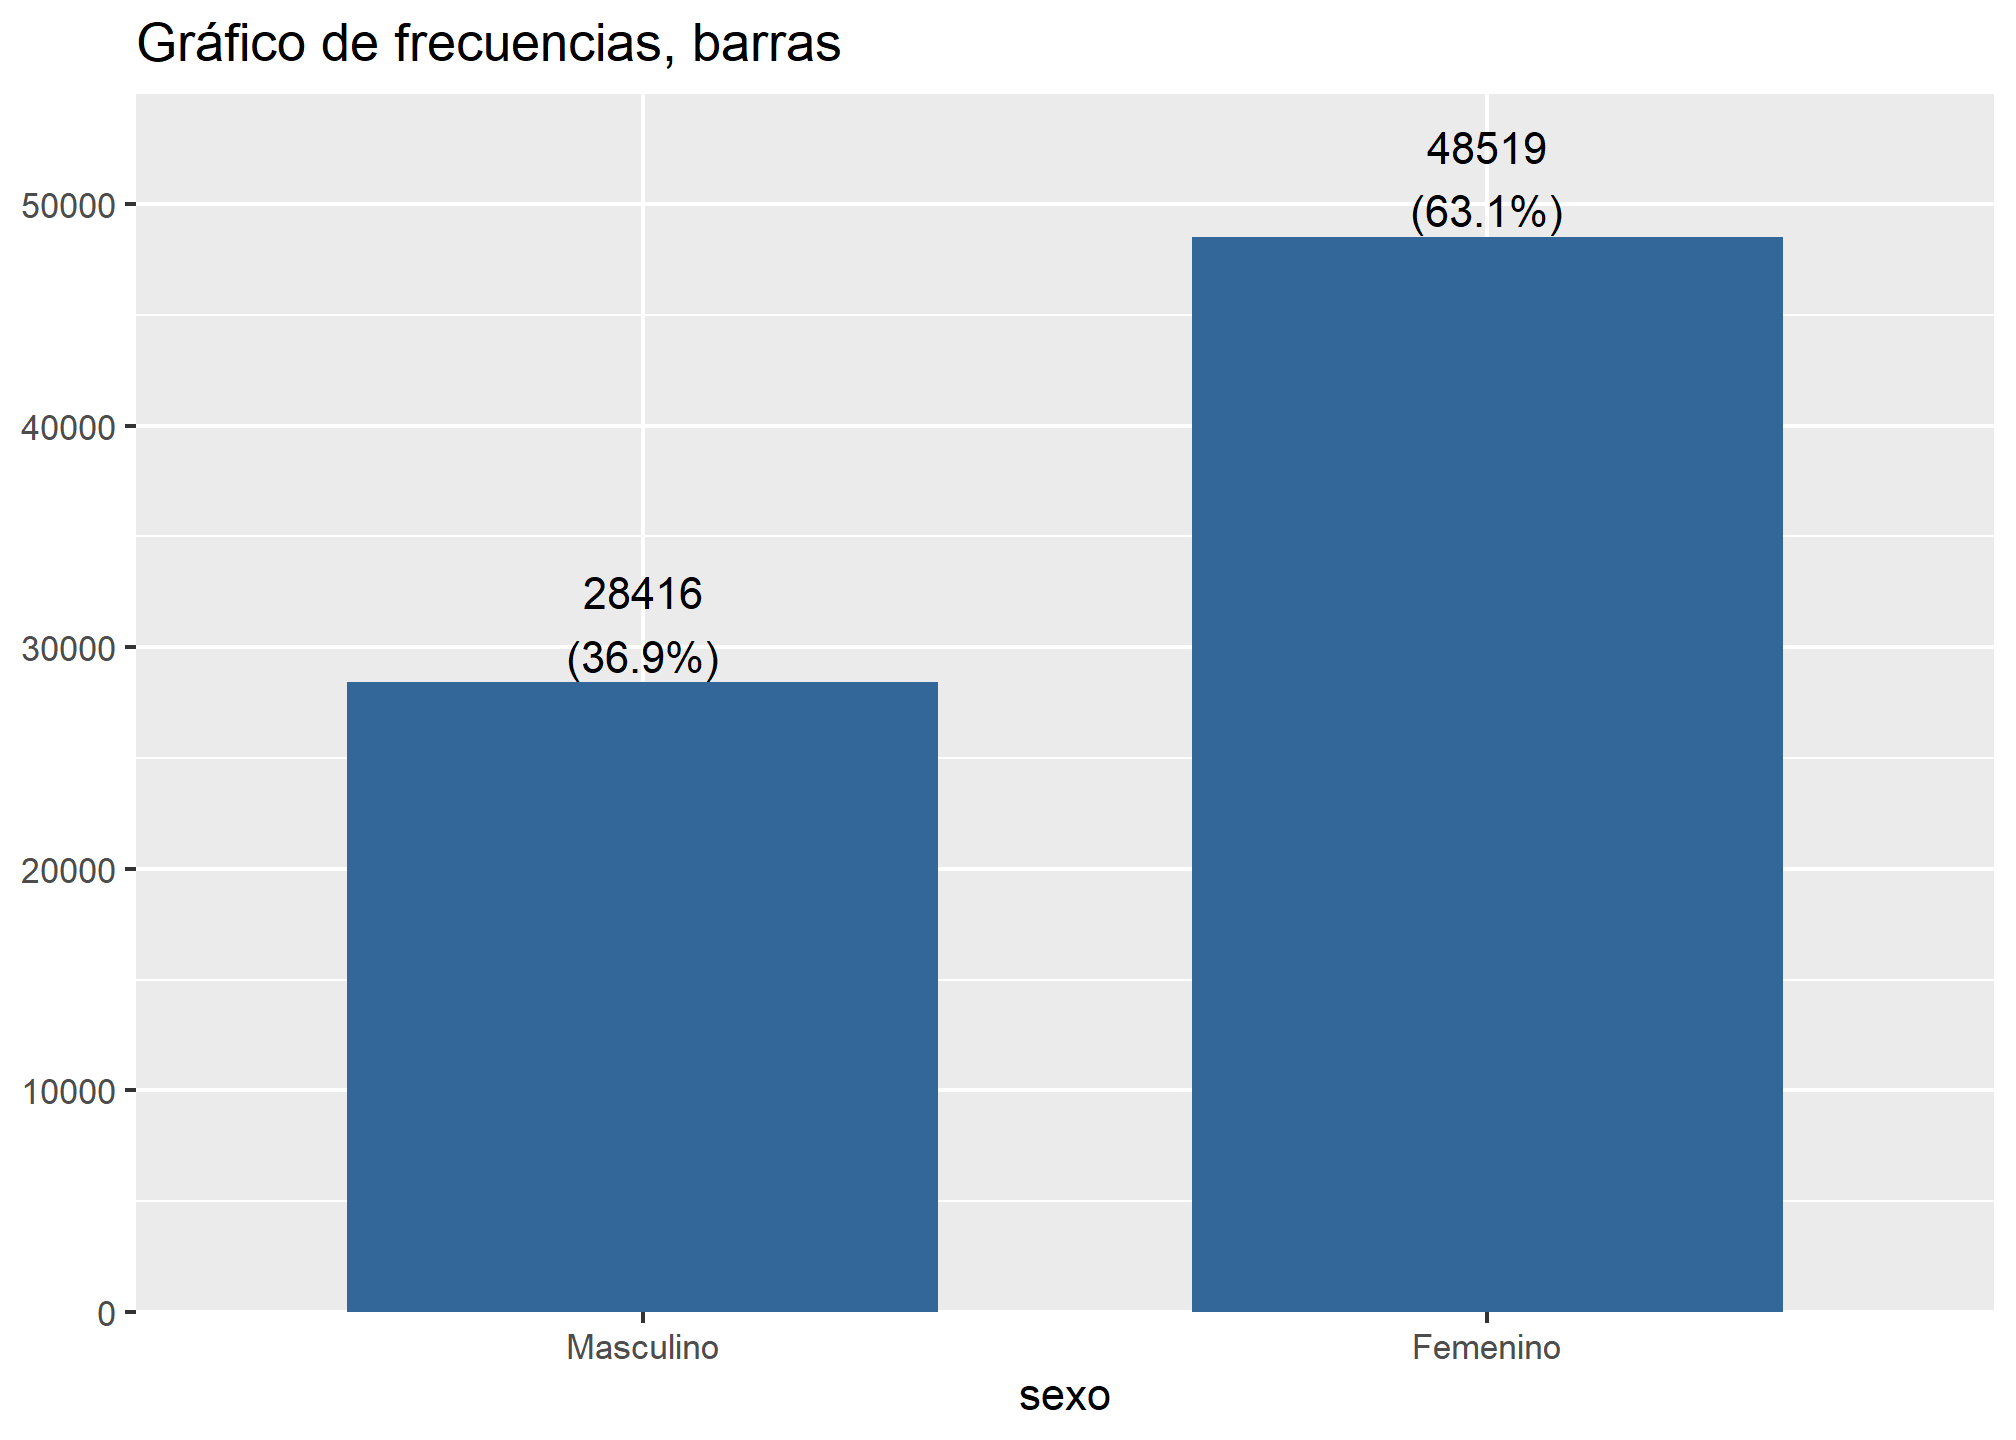 Gráfico de frecuencias, barras
48519
(63.1%)
28416
(36.9%)
50000
40000
30000
20000
10000
0
Masculino
Femenino
sexo